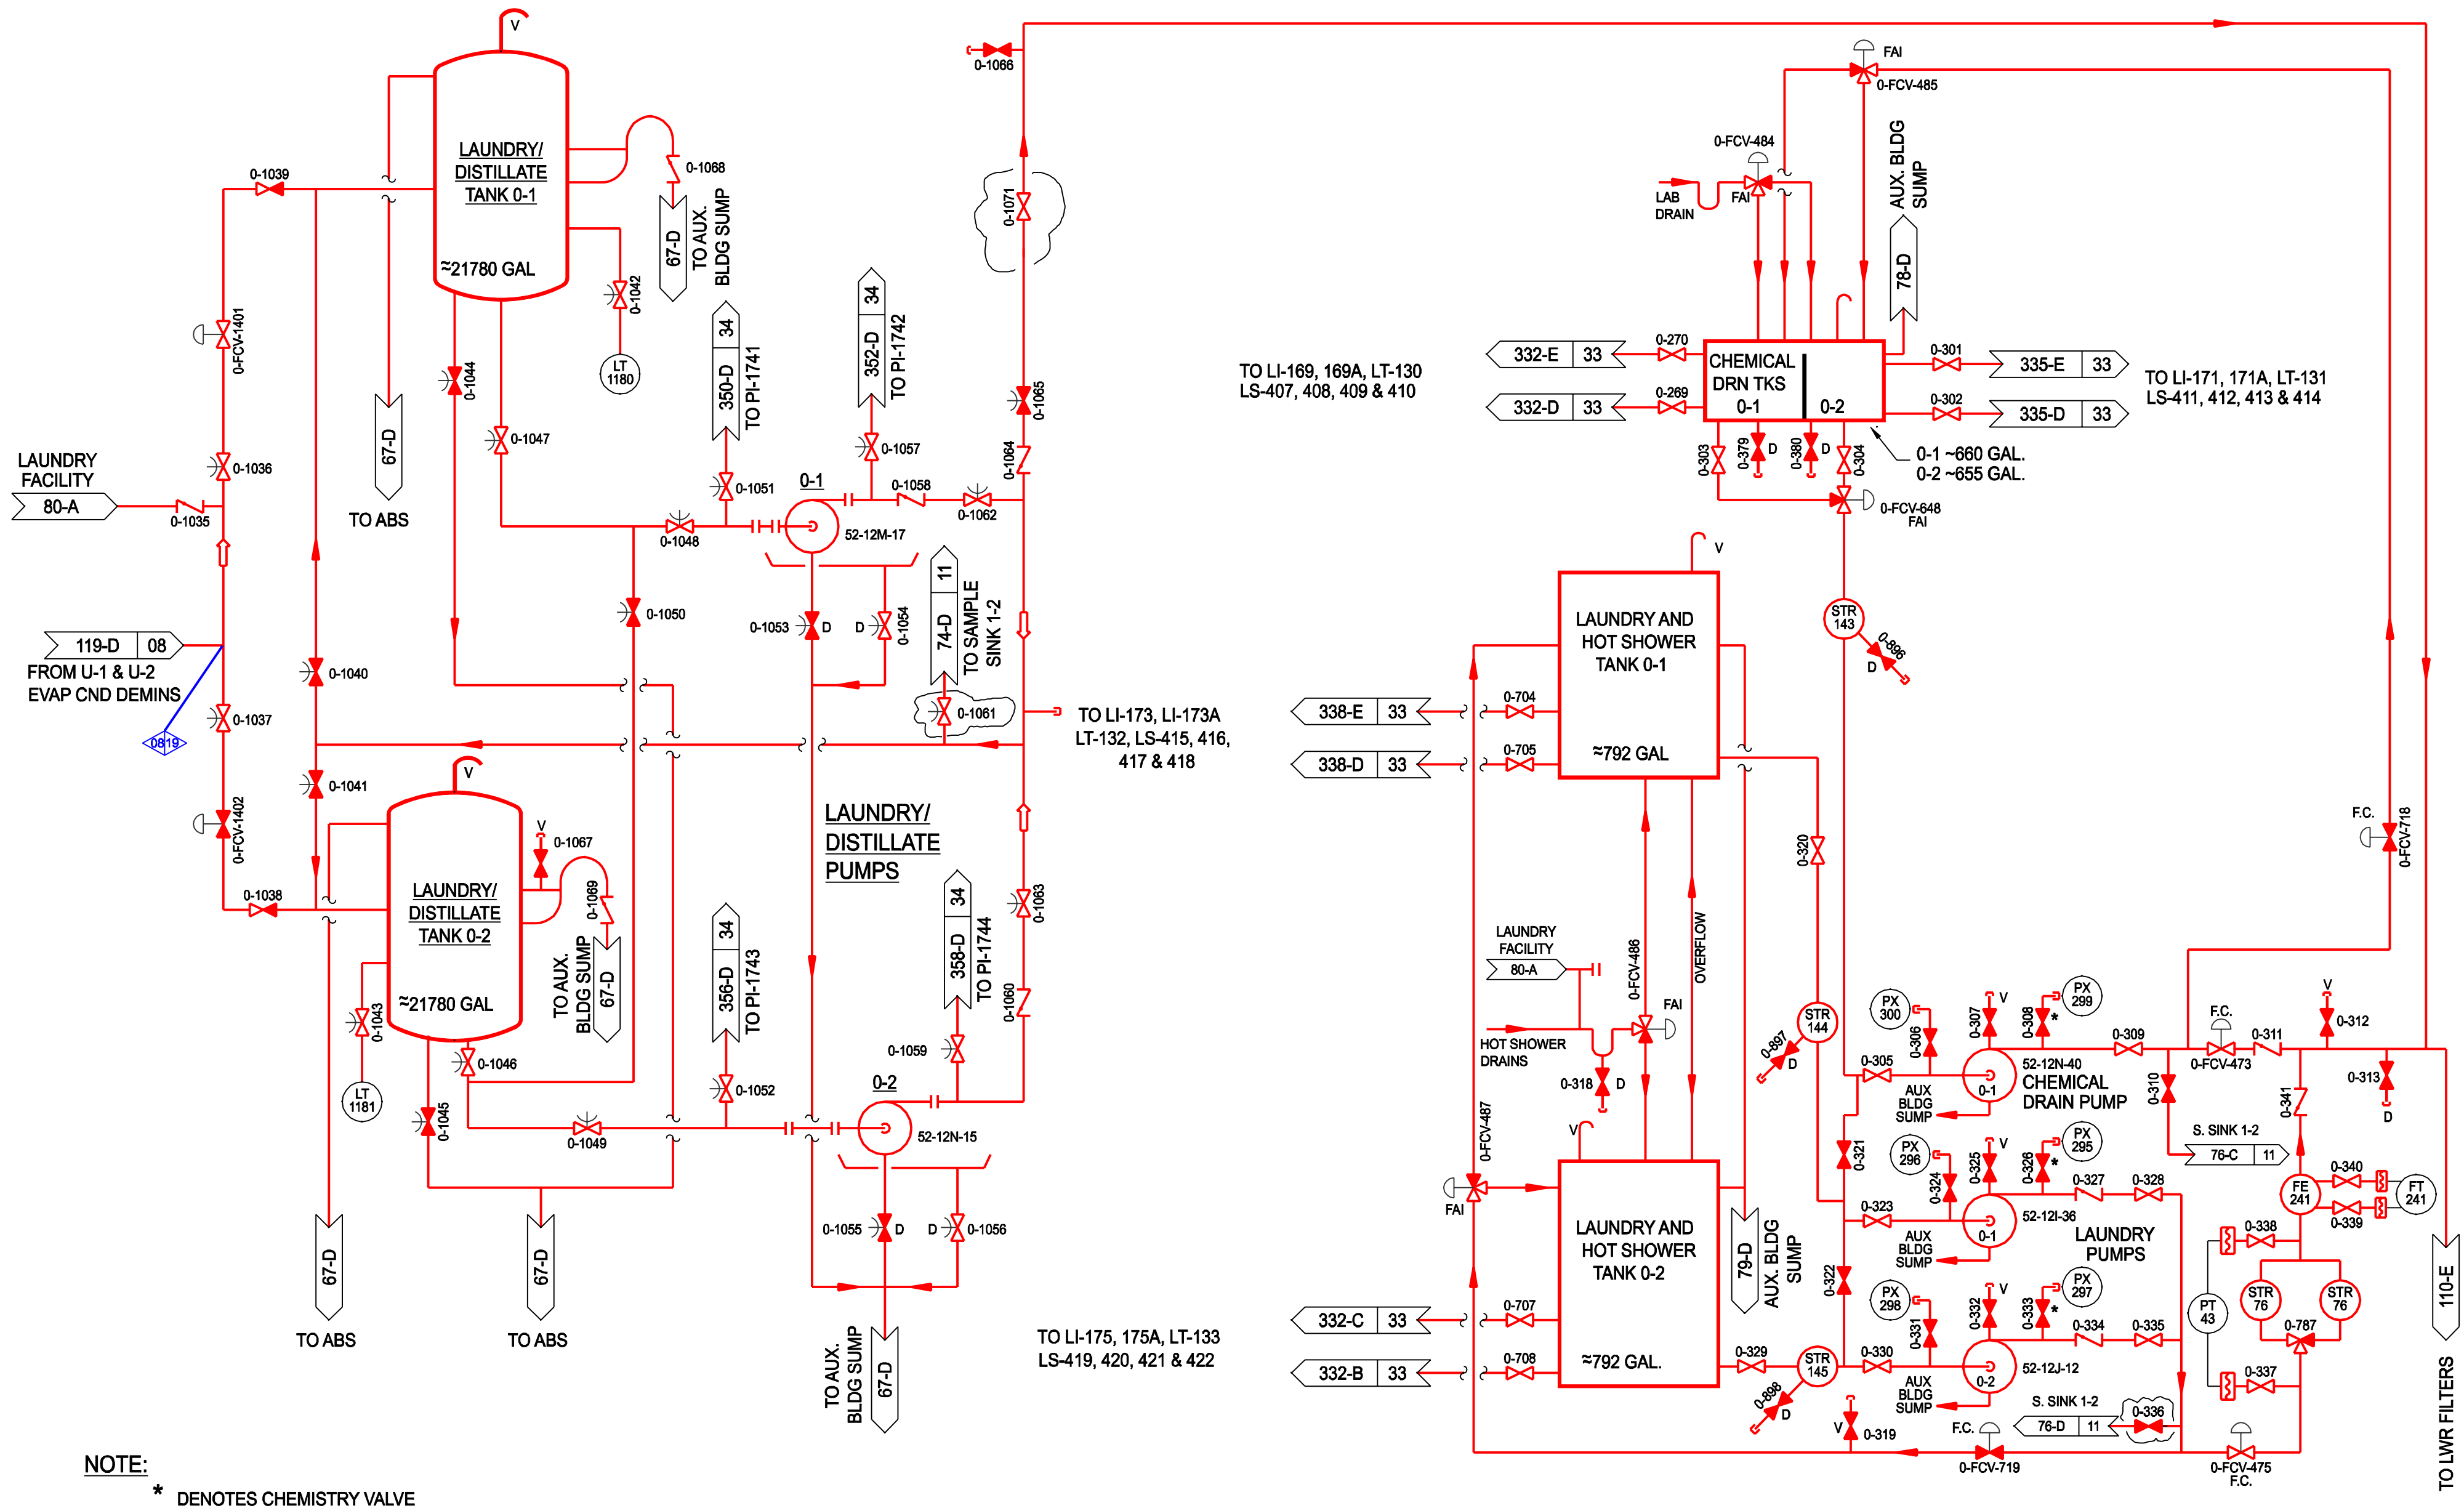 V
LAUNDRY/
DISTILLATE
TANK 0-1
≈21780 GAL
0-1039
0-FCV-1401
0-1036
LAUNDRY
FACILITY
80-A
0-1035
119-D 08
FROM U-1 & U-2
EVAP CND DEMINS
0819
0-1037
0-FCV-1402
0-1038
0-1040
0-1041
67-D
TO ABS
0-1044
0-1047
0-1068
67-D
TO AUX.
BLDG SUMP
0-1042
LT
1180
350-D 34
TO PI-1741
0-1051
352-D 34
TO PI-1742
0-1057
0-1
0-1058
0-1062
0-1048
52-12M-17
0-1050
0-1053
D
D
0-1054
74-D 11
TO SAMPLE
SINK 1-2
0-1061
0-1066
0-1071
0-1065
0-1064
TO LI-173, LI-173A
LT-132, LS-415, 416,
417 & 418
V
LAUNDRY/
DISTILLATE
TANK 0-2
≈21780 GAL
V
0-1067
0-1069
TO AUX.
BLDG SUMP
67-D
0-1043
LT
1181
0-1045
0-1046
0-1049
356-D 34
TO PI-1743
0-1052
LAUNDRY/
DISTILLATE
PUMPS
358-D 34
TO PI-1744
0-1059
0-1063
0-1060
0-2
52-12N-15
0-1055
D
D
0-1056
67-D
TO ABS
67-D
TO ABS
TO AUX.
BLDG SUMP
67-D
TO LI-175, 175A, LT-133
LS-419, 420, 421 & 422
NOTE:
* DENOTES CHEMISTRY VALVE
FAI
0-FCV-485
0-FCV-484
FAI
LAB
DRAIN
AUX. BLDG
SUMP
78-D
TO LI-169, 169A, LT-130
LS-407, 408, 409 & 410
332-E 33
0-270
332-D 33
0-269
CHEMICAL
DRN TKS
0-1
0-2
0-301
335-E 33
0-302
335-D 33
TO LI-171, 171A, LT-131
LS-411, 412, 413 & 414
0-303
0-379
D
0-380
D
0-304
0-1 ~660 GAL.
0-2 ~655 GAL.
0-FCV-648
FAI
STR
143
0-896
D
V
LAUNDRY AND
HOT SHOWER
TANK 0-1
≈792 GAL
338-E 33
0-704
338-D 33
0-705
0-320
LAUNDRY
FACILITY
80-A
HOT SHOWER
DRAINS
0-318
D
0-FCV-486
FAI
OVERFLOW
0-FCV-487
FAI
V
LAUNDRY AND
HOT SHOWER
TANK 0-2
≈792 GAL.
332-C 33
0-707
332-B 33
0-708
79-D
AUX. BLDG
SUMP
STR
144
0-897
D
0-329
STR
145
0-898
D
0-305
0-321
0-323
0-322
0-330
PX
300
0-306
0-307
V
0-308
*
PX
299
52-12N-40
CHEMICAL
DRAIN PUMP
0-1
AUX
BLDG
SUMP
0-309
0-310
S. SINK 1-2
76-C 11
F.C.
0-FCV-473
0-311
V
0-312
0-313
D
0-341
F.C.
0-FCV-718
PX
296
0-324
0-325
V
0-326
*
PX
295
0-327
0-328
52-12I-36
0-1
AUX
BLDG
SUMP
LAUNDRY
PUMPS
PX
298
0-331
0-332
V
0-333
*
PX
297
0-334
0-335
52-12J-12
0-2
AUX
BLDG
SUMP
FE
241
0-340
0-339
FT
241
0-338
PT
43
STR
76
STR
76
0-787
0-337
S. SINK 1-2
76-D 11
0-336
V
0-319
F.C.
0-FCV-719
0-FCV-475
F.C.
110-E
TO LWR FILTERS